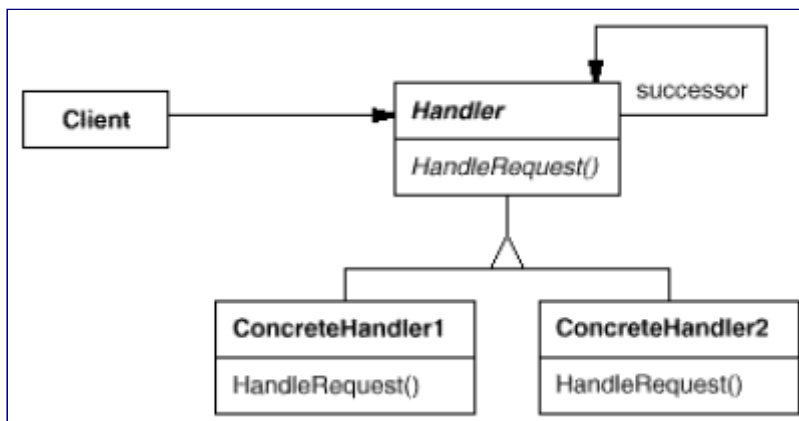 Client
Handler
HandleRequest()
successor
ConcreteHandler1
HandleRequest()
ConcreteHandler2
HandleRequest()